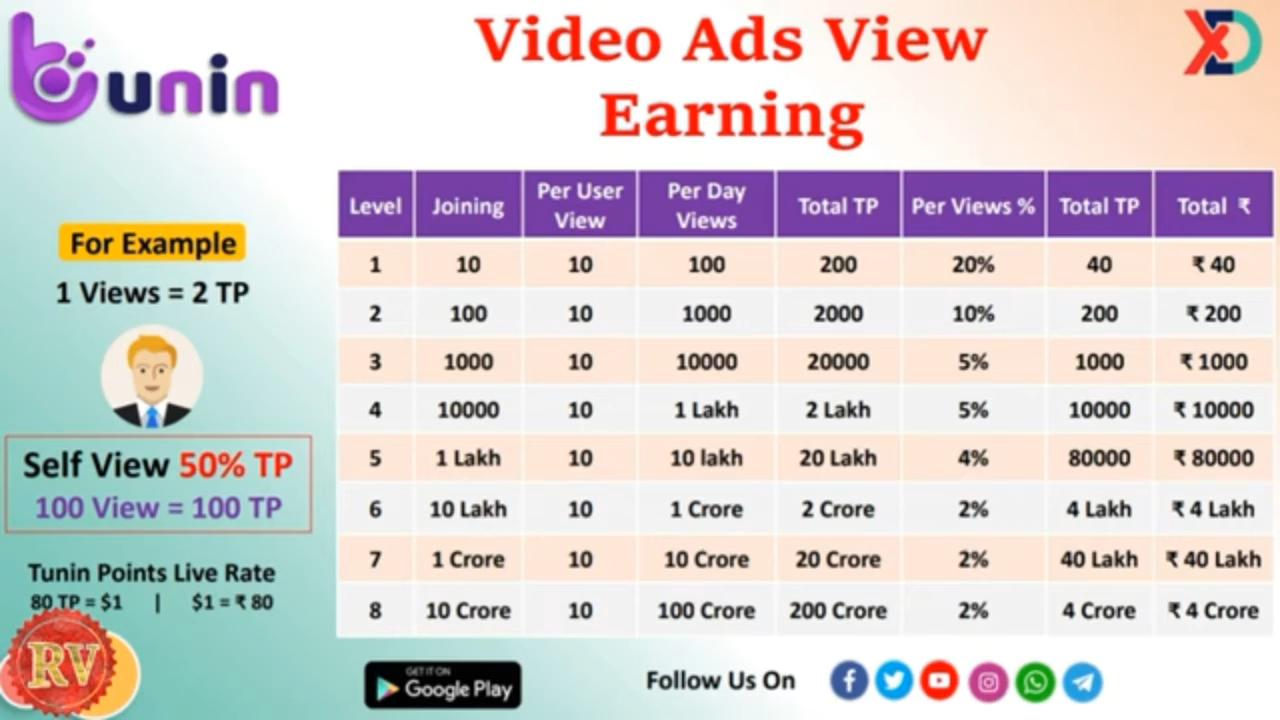 tunin
Video Ads View
Earning
XD
For Example
1 Views = 2 TP
Self View 50% TP
100 View = 100 TP
Tunin Points Live Rate
80 TP = $1 | $1 = ₹ 80
RV
Level Joining Per User View Per Day Views Total TP Per Views % Total TP Total ₹
1 10 10 100 200 20% 40 ₹ 40
2 100 10 1000 2000 10% 200 ₹ 200
3 1000 10 10000 20000 5% 1000 ₹ 1000
4 10000 10 1 Lakh 2 Lakh 5% 10000 ₹ 10000
5 1 Lakh 10 10 lakh 20 Lakh 4% 80000 ₹ 80000
6 10 Lakh 10 1 Crore 2 Crore 2% 4 Lakh ₹ 4 Lakh
7 1 Crore 10 10 Crore 20 Crore 2% 40 Lakh ₹ 40 Lakh
8 10 Crore 10 100 Crore 200 Crore 2% 4 Crore ₹ 4 Crore
GET IT ON
Google Play
Follow Us On